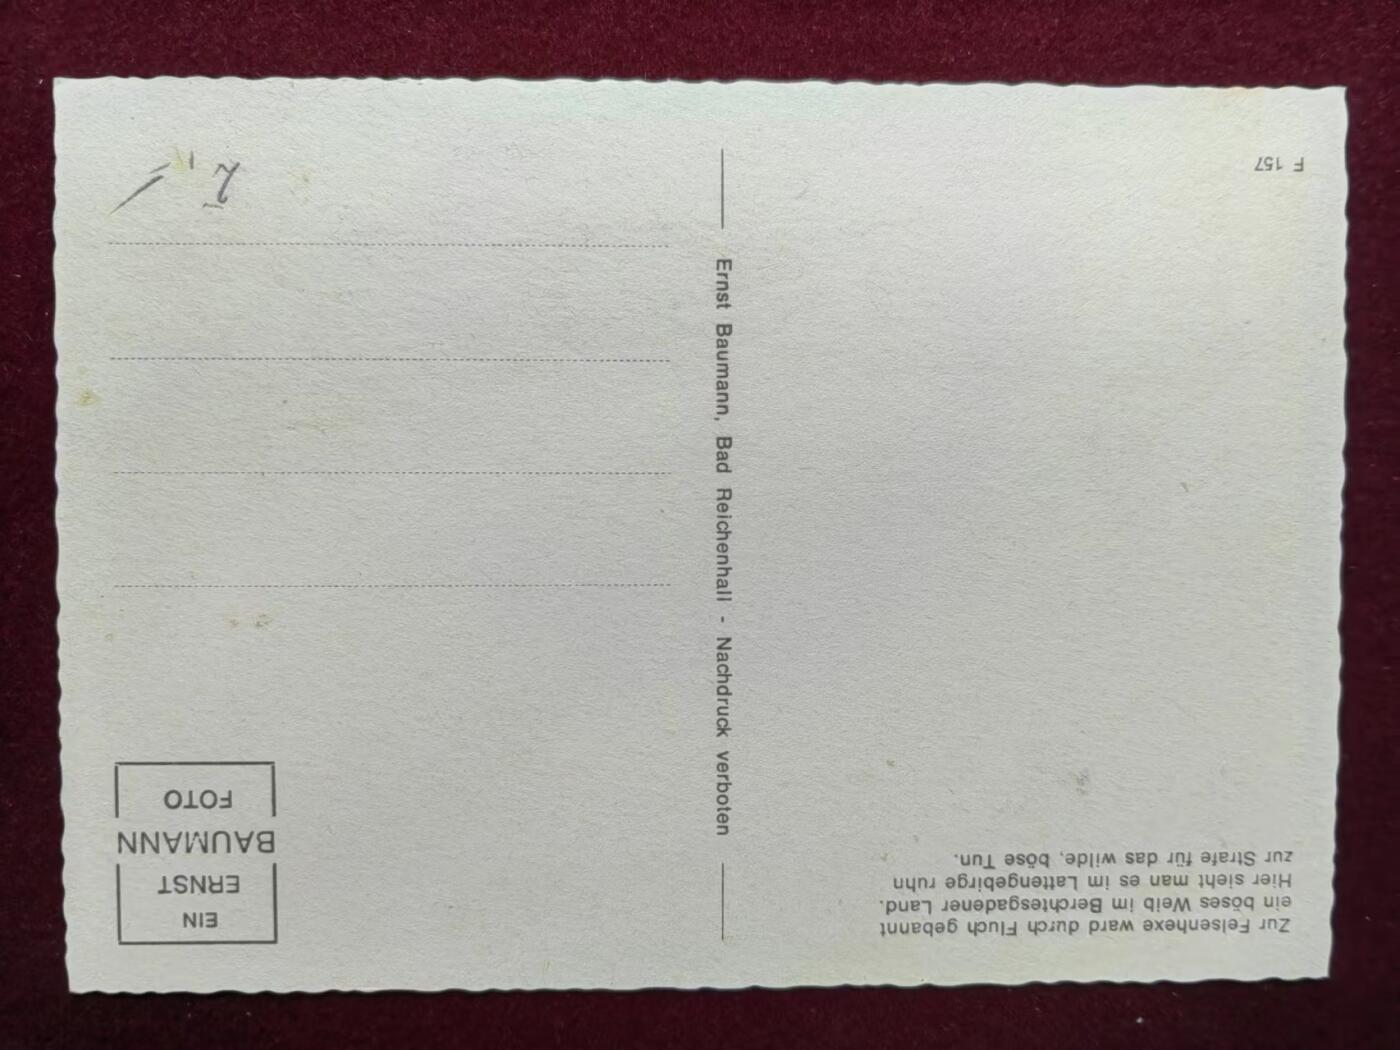 Zur Felsenhexe ward durch Fluch gebannt
ein böses Weib im Berchtesgadener Land.
Hier sieht man es im Lattengebirge ruhn
zur Strafe für das wilde, böse Tun.
F 157
Ernst Baumann, Bad Reichenhall - Nachdruck verboten
EIN
ERNST
BAUMANN
FOTO